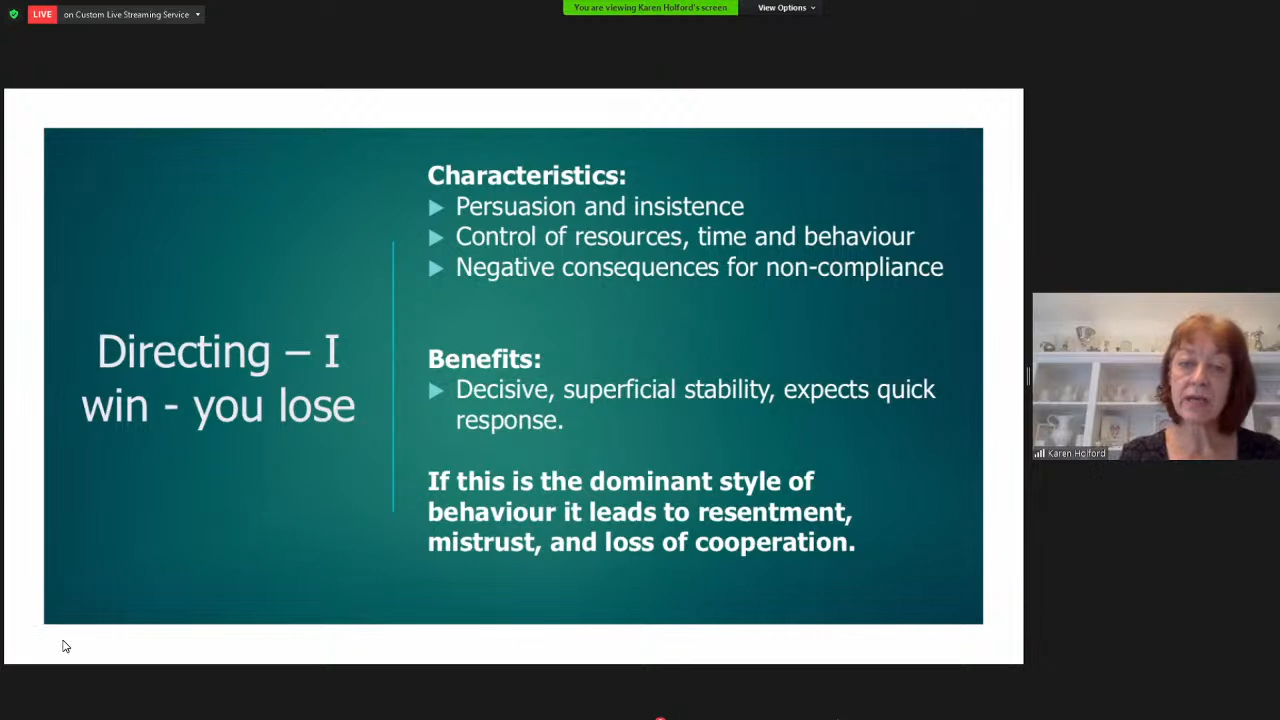 LIVE on Custom Live Streaming Service
You are viewing Karen Holford's screen
View Options
Directing – I
win - you lose
Characteristics:
Persuasion and insistence
Control of resources, time and behaviour
Negative consequences for non-compliance
Benefits:
Decisive, superficial stability, expects quick
response.
If this is the dominant style of
behaviour it leads to resentment,
mistrust, and loss of cooperation.
Karen Holford